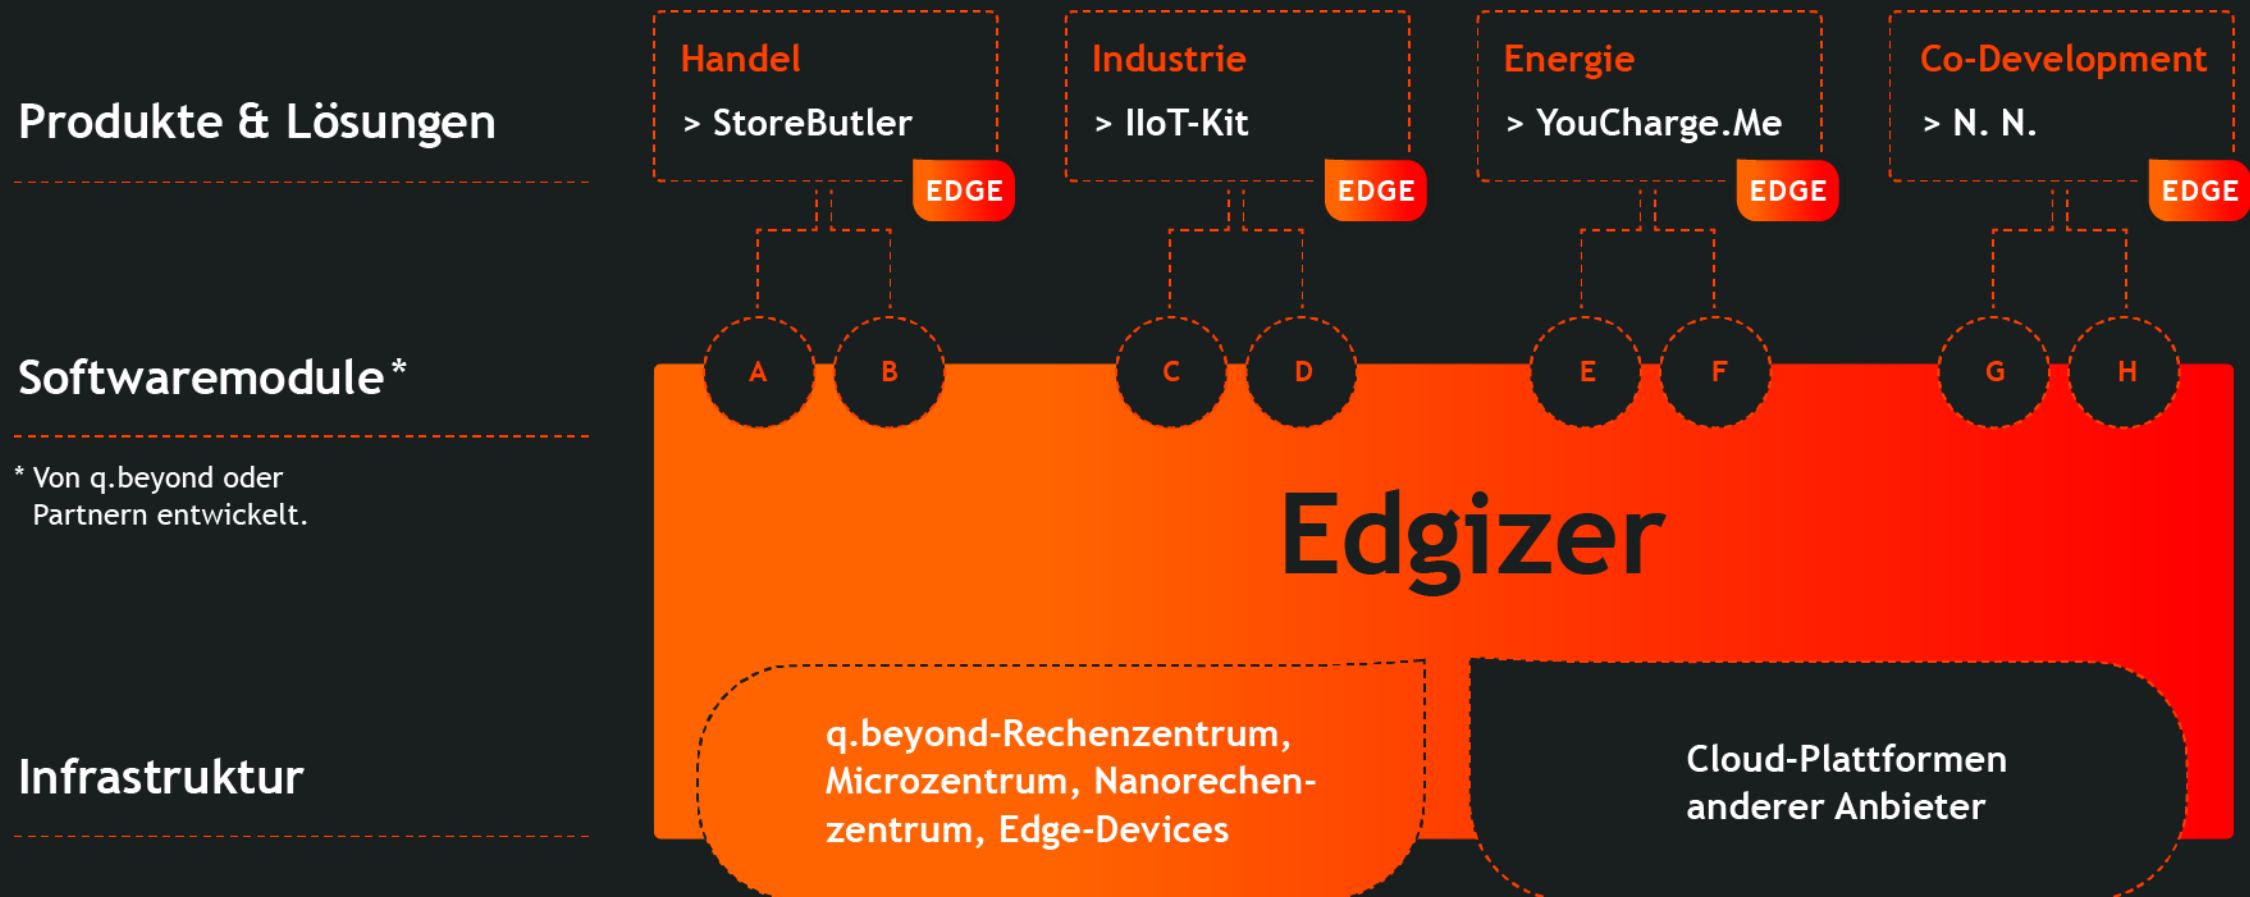 Produkte & Lösungen
Handel
> StoreButler
EDGE
Industrie
> IIoT-Kit
EDGE
Energie
> YouCharge.Me
EDGE
Co-Development
> N. N.
EDGE
Softwaremodule*
A
B
C
D
E
F
G
H
* Von q.beyond oder
Partnern entwickelt.
Edgizer
Infrastruktur
q.beyond-Rechenzentrum,
Microzentrum, Nanorechen-
zentrum, Edge-Devices
Cloud-Plattformen
anderer Anbieter